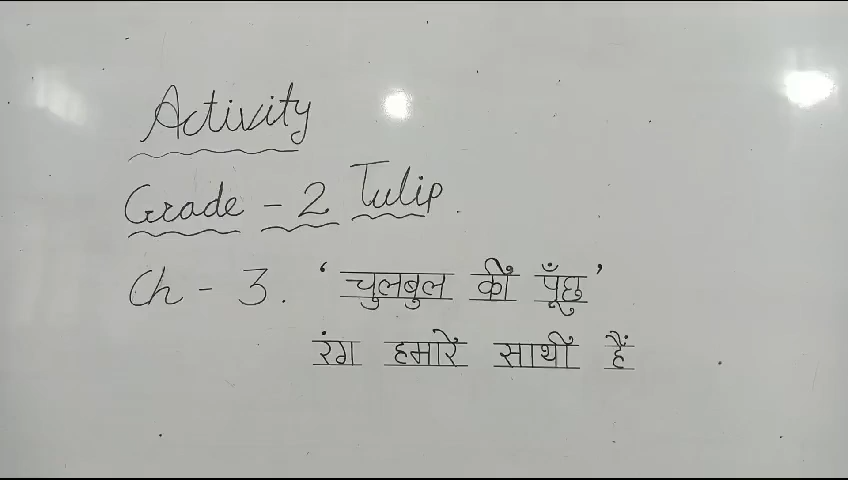 Activity
Grade - 2 Tulip.
Ch - 3. 'चुलबुल की पूँछ'
रंग हमारे साथी हैं